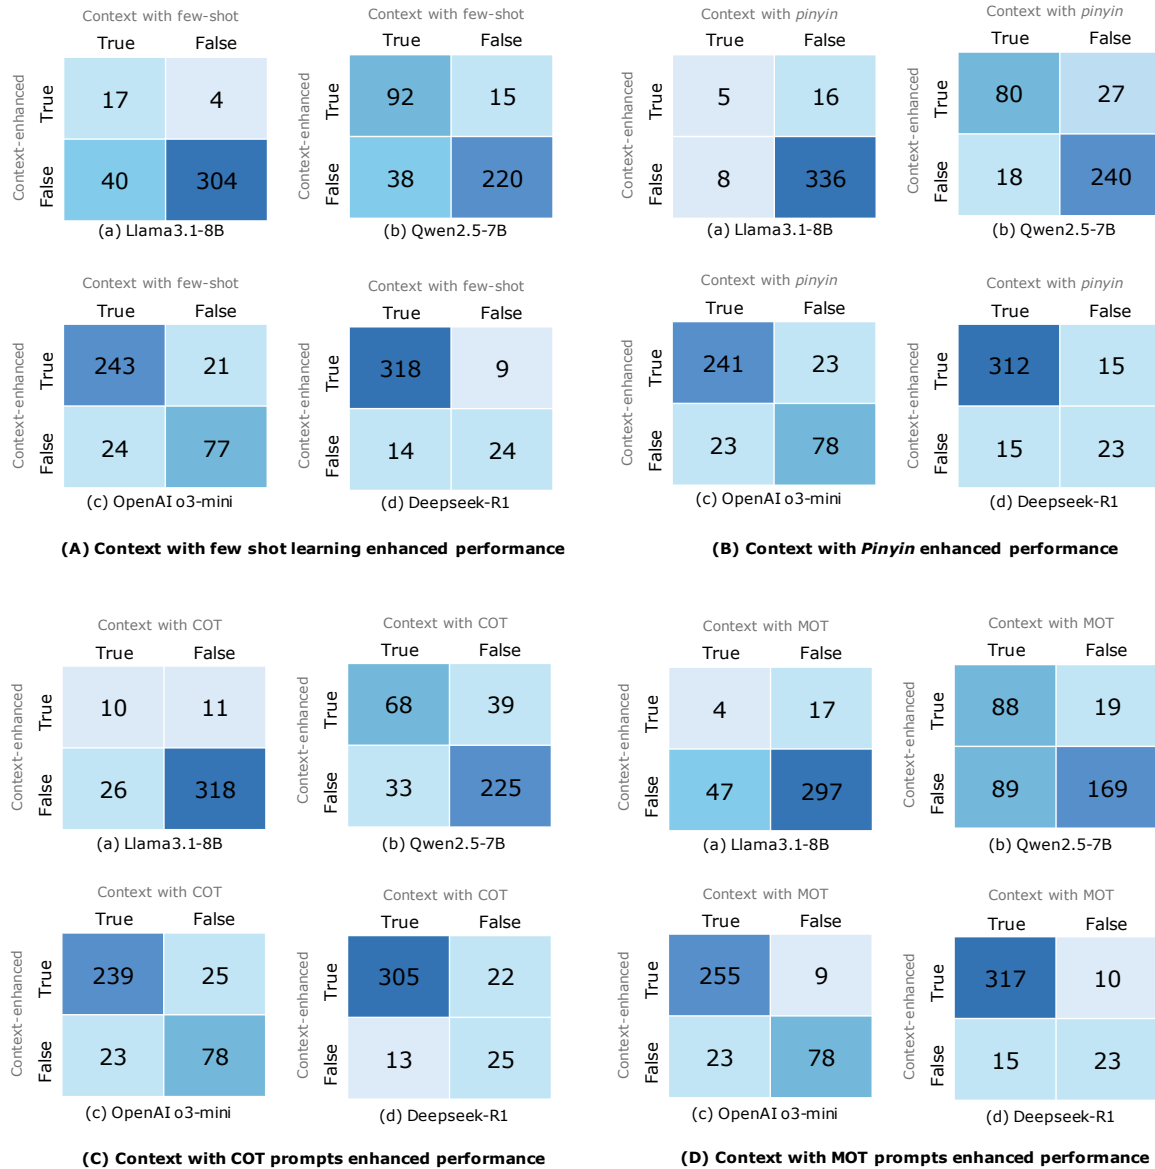 Context with few-shot
True False
Context-enhanced
True
False
17 4
40 304
(a) Llama3.1-8B
Context with few-shot
True False
Context-enhanced
True
False
92 15
38 220
(b) Qwen2.5-7B
Context with few-shot
True False
Context-enhanced
True
False
243 21
24 77
(c) OpenAI o3-mini
Context with few-shot
True False
Context-enhanced
True
False
318 9
14 24
(d) Deepseek-R1
(A) Context with few shot learning enhanced performance
Context with pinyin
True False
Context-enhanced
True
False
5 16
8 336
(a) Llama3.1-8B
Context with pinyin
True False
Context-enhanced
True
False
80 27
18 240
(b) Qwen2.5-7B
Context with pinyin
True False
Context-enhanced
True
False
241 23
23 78
(c) OpenAI o3-mini
Context with pinyin
True False
Context-enhanced
True
False
312 15
15 23
(d) Deepseek-R1
(B) Context with Pinyin enhanced performance
Context with COT
True False
Context-enhanced
True
False
10 11
26 318
(a) Llama3.1-8B
Context with COT
True False
Context-enhanced
True
False
68 39
33 225
(b) Qwen2.5-7B
Context with COT
True False
Context-enhanced
True
False
239 25
23 78
(c) OpenAI o3-mini
Context with COT
True False
Context-enhanced
True
False
305 22
13 25
(d) Deepseek-R1
(C) Context with COT prompts enhanced performance
Context with MOT
True False
Context-enhanced
True
False
4 17
47 297
(a) Llama3.1-8B
Context with MOT
True False
Context-enhanced
True
False
88 19
89 169
(b) Qwen2.5-7B
Context with MOT
True False
Context-enhanced
True
False
255 9
23 78
(c) OpenAI o3-mini
Context with MOT
True False
Context-enhanced
True
False
317 10
15 23
(d) Deepseek-R1
(D) Context with MOT prompts enhanced performance